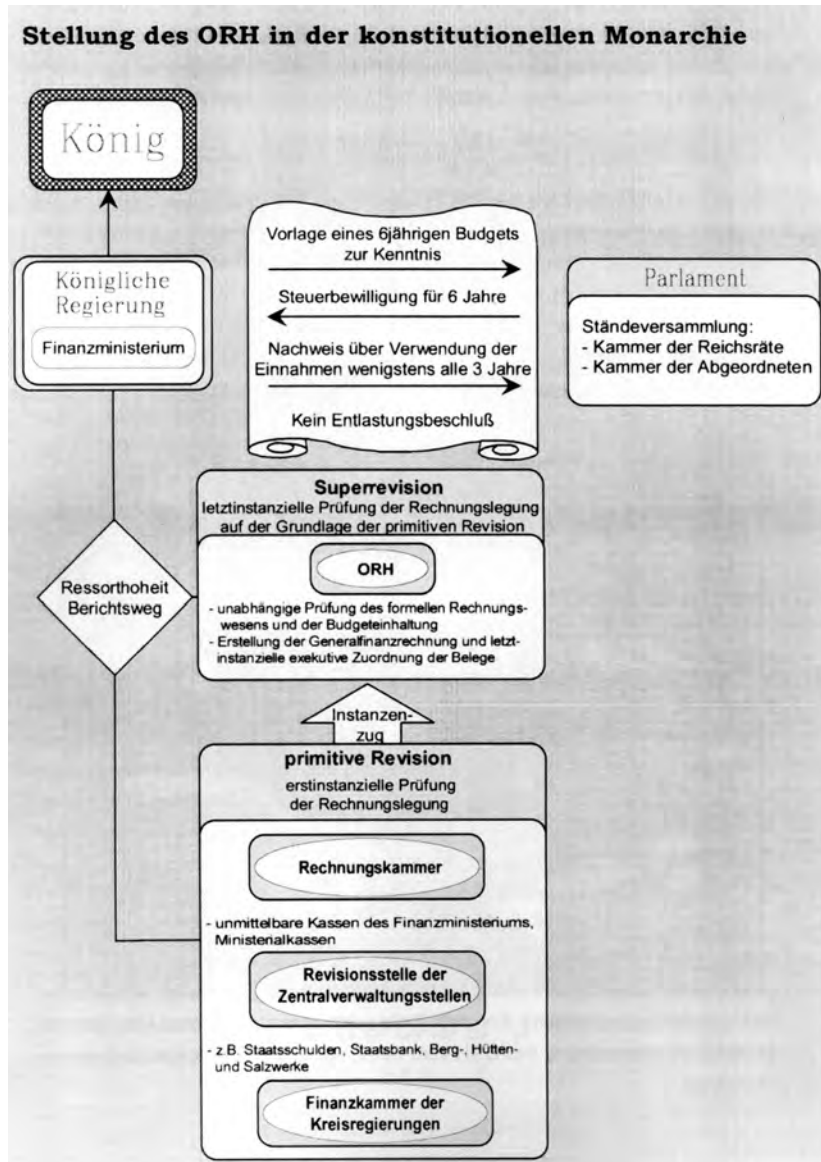 Stellung des ORH in der konstitutionellen Monarchie
König
Königliche
Regierung
Finanzministerium
Vorlage eines 6jährigen Budgets
zur Kenntnis
Steuerbewilligung für 6 Jahre
Nachweis über Verwendung der
Einnahmen wenigstens alle 3 Jahre
Kein Entlastungsbeschluß
Parlament
Ständeversammlung:
- Kammer der Reichsräte
- Kammer der Abgeordneten
Ressorthoheit
Berichtsweg
Superrevision
letztinstanzielle Prüfung der Rechnungslegung
auf der Grundlage der primitiven Revision
ORH
- unabhängige Prüfung des formellen Rechnungs-
wesens und der Budgeteinhaltung
- Erstellung der Generalfinanzrechnung und letzt-
instanzielle exekutive Zuordnung der Belege
Instanzen-
zug
primitive Revision
erstinstanzielle Prüfung
der Rechnungslegung
Rechnungskammer
- unmittelbare Kassen des Finanzministeriums,
Ministerialkassen
Revisionsstelle der
Zentralverwaltungsstellen
- z.B. Staatsschulden, Staatsbank, Berg-, Hütten-
und Salzwerke
Finanzkammer der
Kreisregierungen